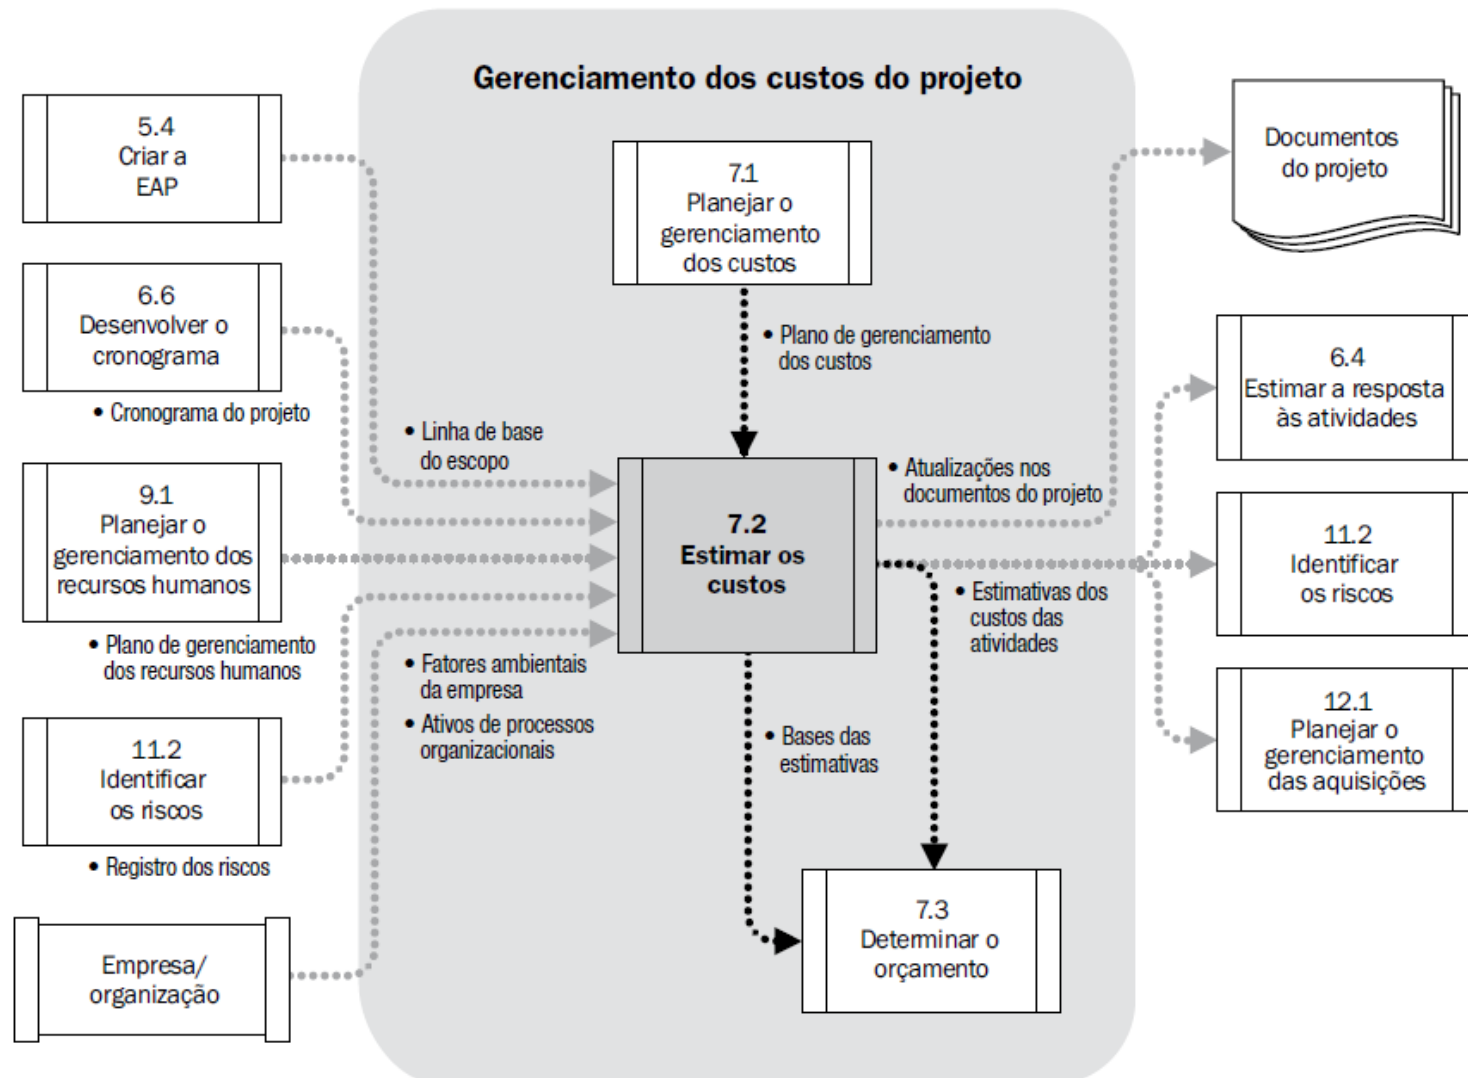 Gerenciamento dos custos do projeto
5.4
Criar a
EAP
7.1
Planejar o
gerenciamento
dos custos
Documentos
do projeto
6.6
Desenvolver o
cronograma
• Cronograma do projeto
• Plano de gerenciamento
dos custos
6.4
Estimar a resposta
às atividades
• Linha de base
do escopo
9.1
Planejar o
gerenciamento dos
recursos humanos
• Plano de gerenciamento
dos recursos humanos
7.2
Estimar os
custos
• Atualizações nos
documentos do projeto
11.2
Identificar
os riscos
• Estimativas dos
custos das
atividades
• Fatores ambientais
da empresa
• Ativos de processos
organizacionais
12.1
Planejar o
gerenciamento
das aquisições
11.2
Identificar
os riscos
• Registro dos riscos
• Bases das
estimativas
7.3
Determinar o
orçamento
Empresa/
organização